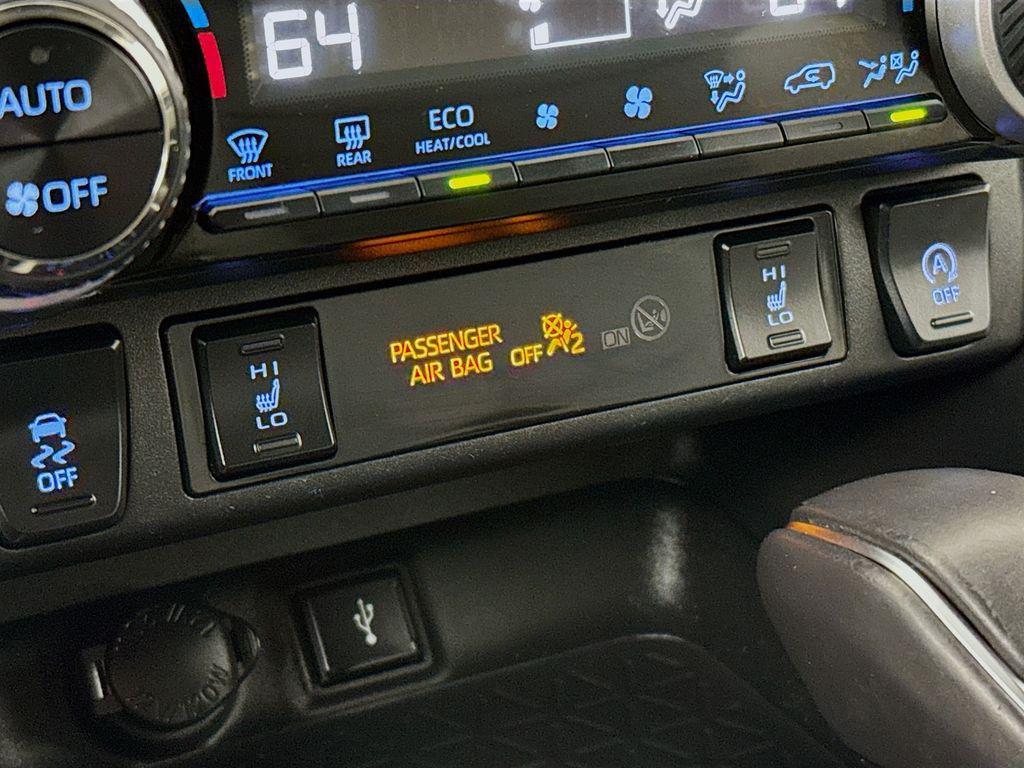 64
AUTO
OFF
FRONT
REAR
ECO
HEAT/COOL
A
OFF
HI
LO
PASSENGER
AIR BAG
OFF
2
ON
HI
LO
OFF